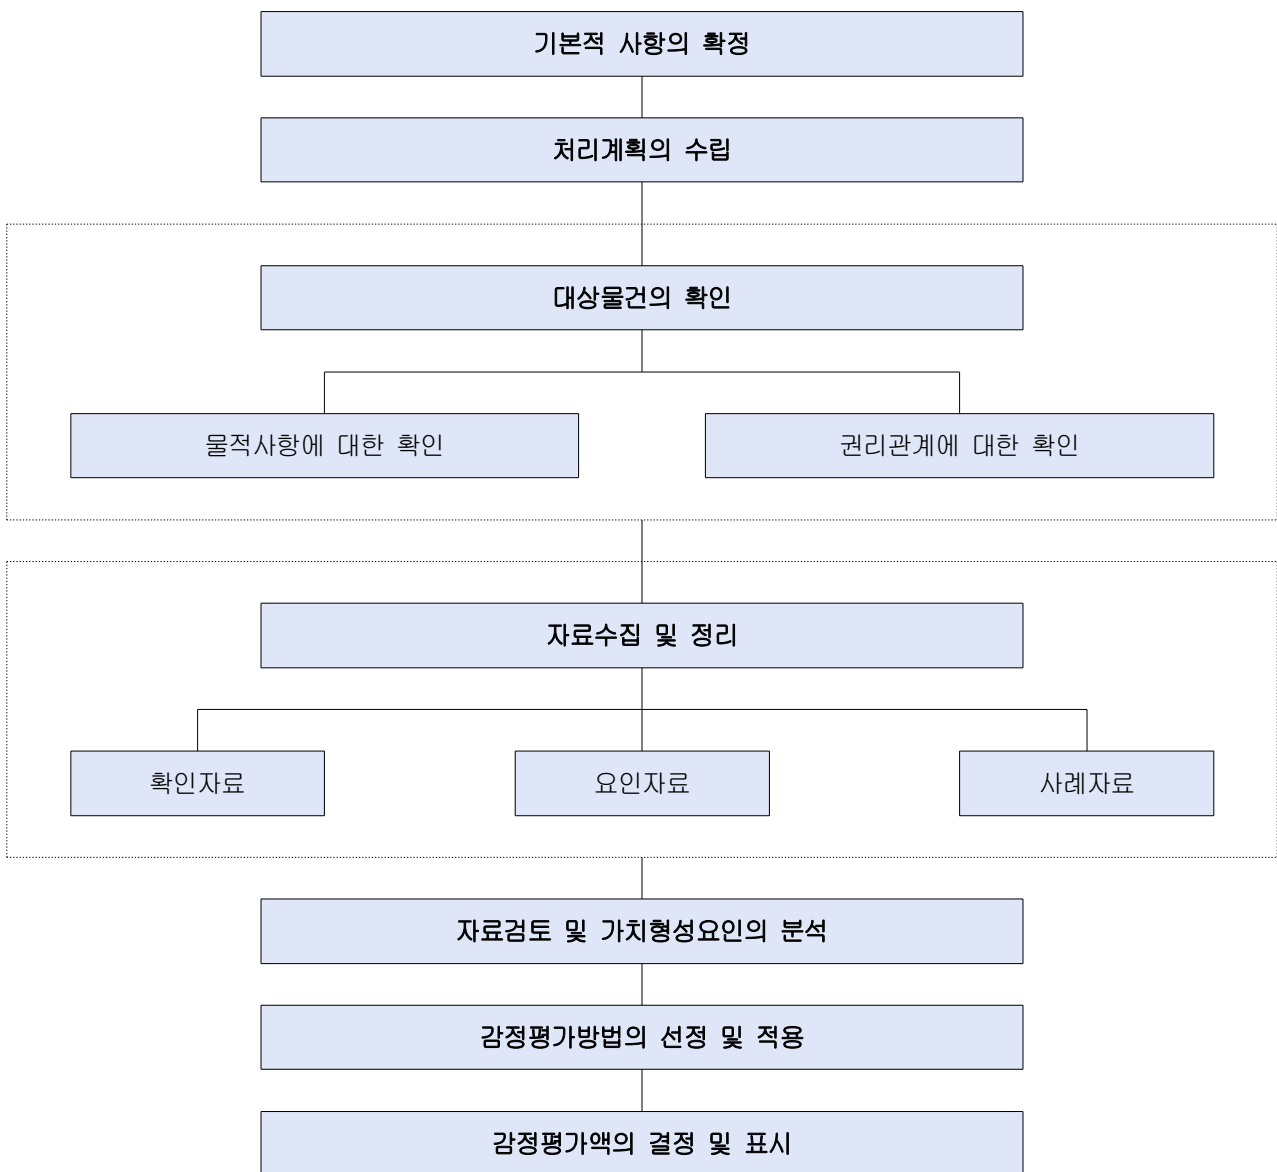 기본적 사항의 확정
처리계획의 수립
대상물건의 확인
물적사항에 대한 확인
권리관계에 대한 확인
자료수집 및 정리
확인자료
요인자료
사례자료
자료검토 및 가치형성요인의 분석
감정평가방법의 선정 및 적용
감정평가액의 결정 및 표시